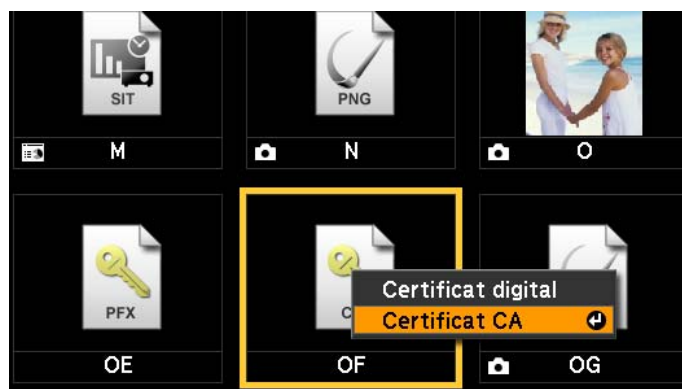 SIT
PNG
M
N
O
PFX
C
Certificat digital
Certificat CA
OE
OF
OG